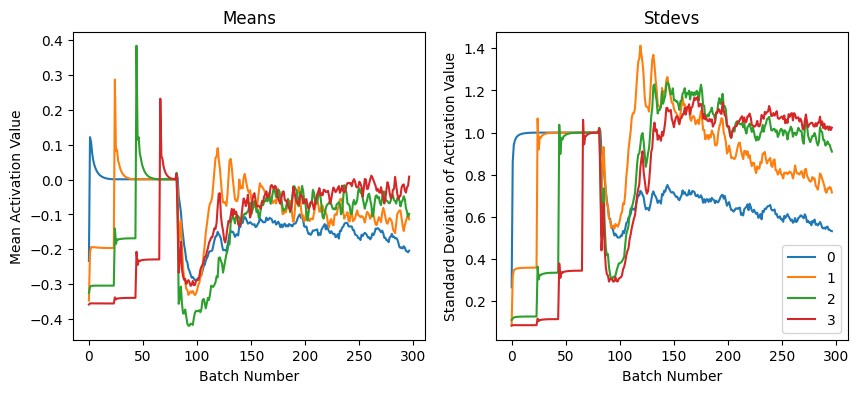 Means
Mean Activation Value
0.4
0.3
0.2
0.1
0.0
−0.1
−0.2
−0.3
−0.4
0 50 100 150 200 250 300
Batch Number
Stdevs
Standard Deviation of Activation Value
1.4
1.2
1.0
0.8
0.6
0.4
0.2
0 50 100 150 200 250 300
Batch Number
0
1
2
3